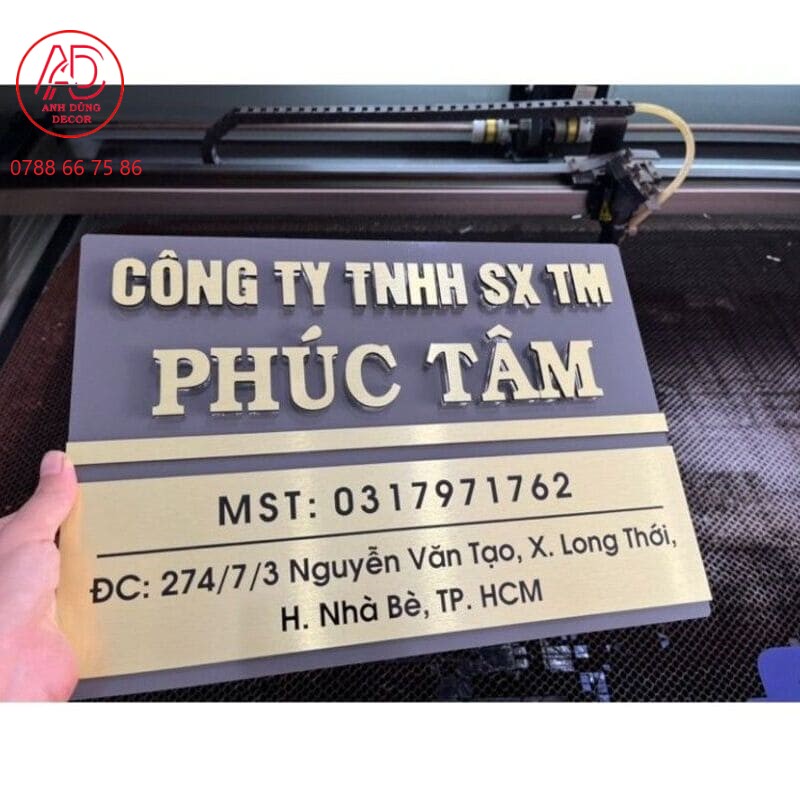 ANH DŨNG
DECOR
0788 66 75 86
CÔNG TY TNHH SX TM
PHÚC TÂM
MST: 0317971762
ĐC: 274/7/3 Nguyễn Văn Tạo, X. Long Thới,
H. Nhà Bè, TP. HCM